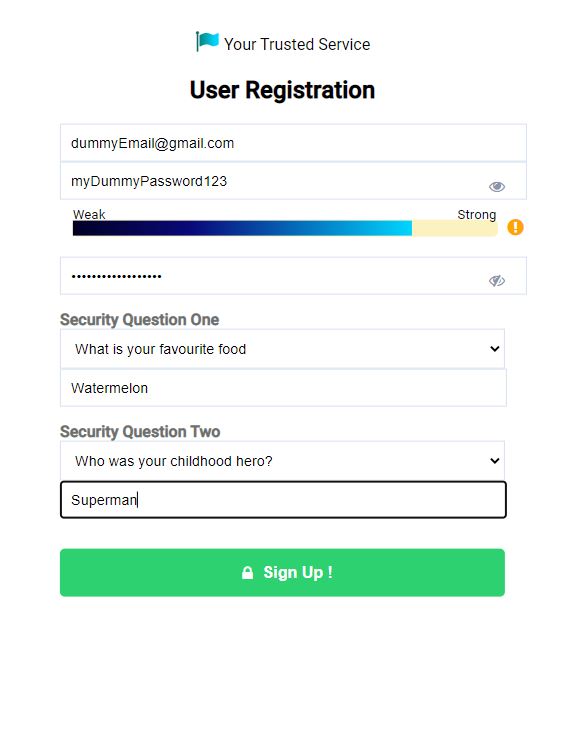 Your Trusted Service
User Registration
dummyEmail@gmail.com
myDummyPassword123
Weak Strong
••••••••••••••••••
Security Question One
What is your favourite food
Watermelon
Security Question Two
Who was your childhood hero?
Superman
Sign Up !